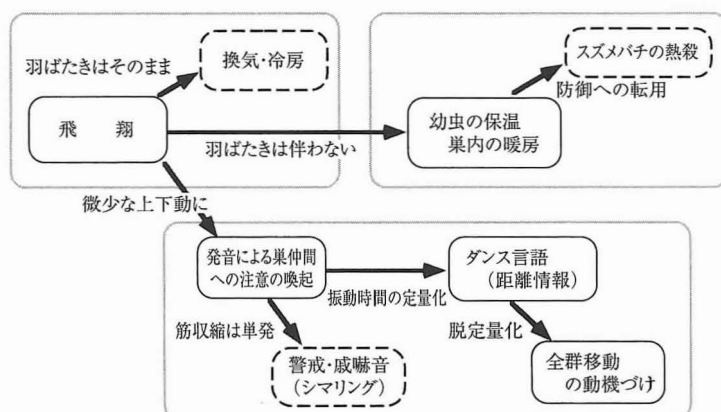 羽ばたきはそのまま
換気・冷房
スズメバチの熱殺
防御への転用
飛　翔
幼虫の保温
巣内の暖房
羽ばたきは伴わない
微少な上下動に
発音による巣仲間
への注意の喚起
ダンス言語
（距離情報）
振動時間の定量化
筋収縮は単発
脱定量化
警戒・戚嚇音
（シマリング）
全群移動
の動機づけ